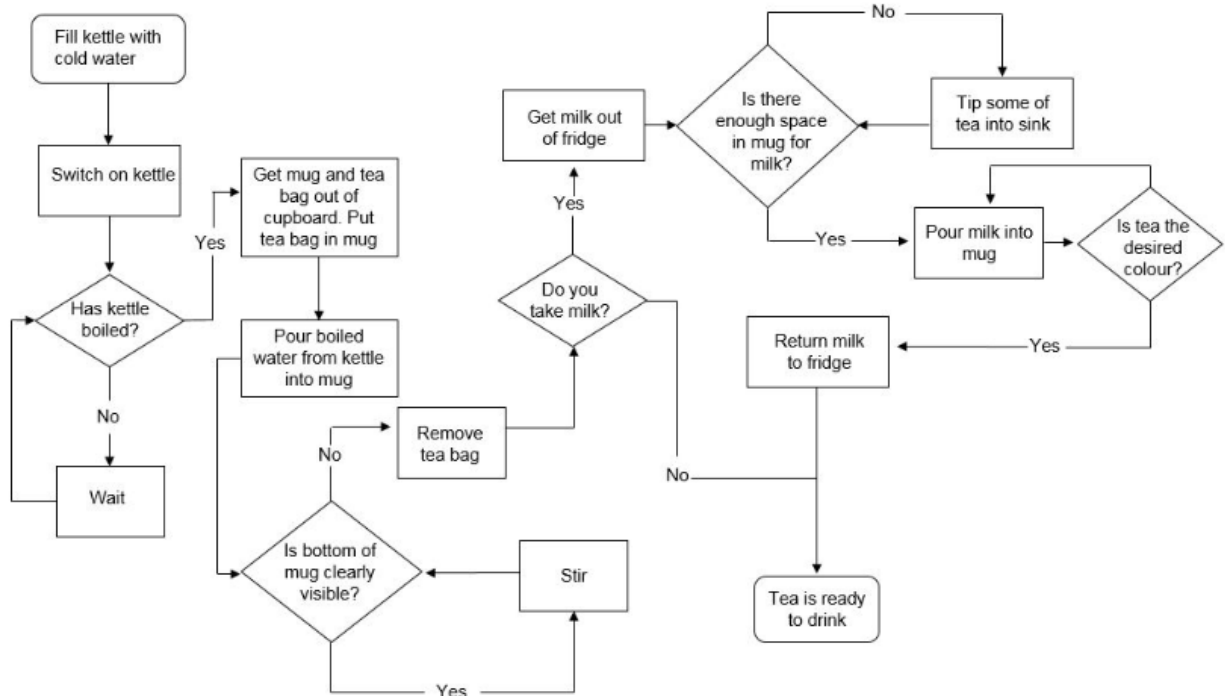 Fill kettle with
cold water
Switch on kettle
Has kettle
boiled?
No
Wait
Yes
Get mug and tea
bag out of
cupboard. Put
tea bag in mug
Pour boiled
water from kettle
into mug
Is bottom of
mug clearly
visible?
Yes
Stir
No
Remove
tea bag
Do you
take milk?
Yes
Get milk out
of fridge
Is there
enough space
in mug for
milk?
No
Tip some of
tea into sink
Yes
Pour milk into
mug
Is tea the
desired
colour?
Yes
Return milk
to fridge
No
Tea is ready
to drink